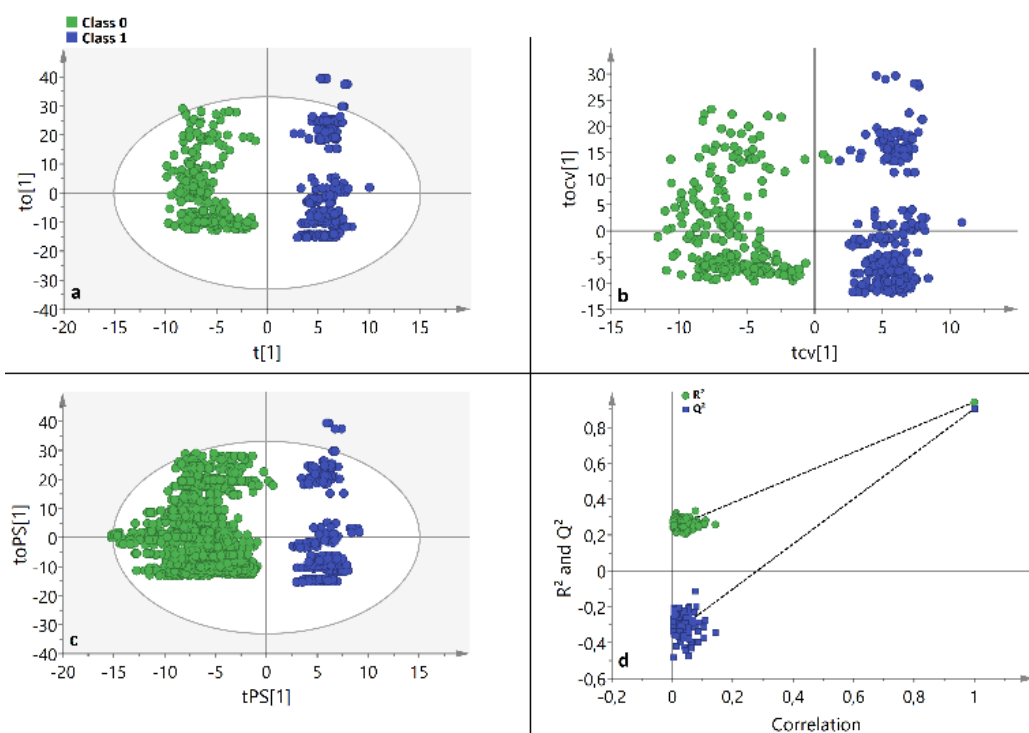 Class 0
Class 1
40
30
20
10
0
-10
-20
-30
-40
to[1]
a
-20 -15 -10 -5 0 5 10 15
t[1]
30
25
20
15
10
5
0
-5
-10
-15
tocv[1]
b
-15 -10 -5 0 5 10
tcv[1]
40
30
20
10
0
-10
-20
-30
-40
toPS[1]
c
-20 -15 -10 -5 0 5 10 15
tPS[1]
R²
Q²
0,8
0,6
0,4
0,2
0
-0,2
-0,4
-0,6
R² and Q²
d
-0,2 0 0,2 0,4 0,6 0,8 1
Correlation